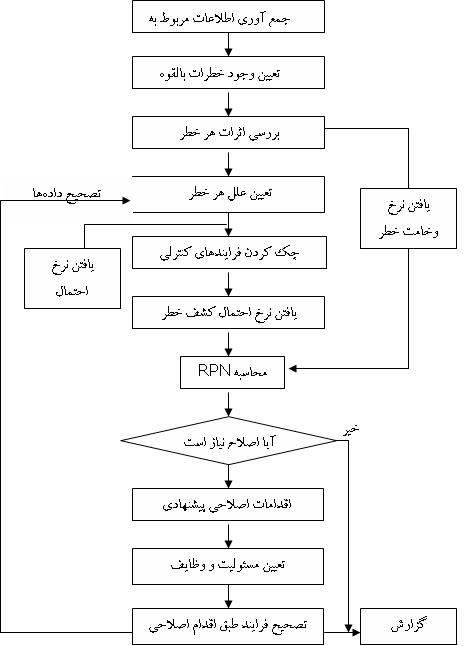 جمع آوری اطلاعات مربوط به
تعیین وجود خطرات بالقوه
بررسی اثرات هر خطر
تعیین علل هر خطر
تصحیح داده‌ها
یافتن نرخ
وخامت خطر
چک کردن فرایندهای کنترلی
یافتن نرخ
احتمال
یافتن نرخ احتمال کشف خطر
محاسبه RPN
آیا اصلاح نیاز است
خیر
اقدامات اصلاحی پیشنهادی
تعیین مسئولیت و وظایف
تصحیح فرایند طبق اقدام اصلاحی
گزارش